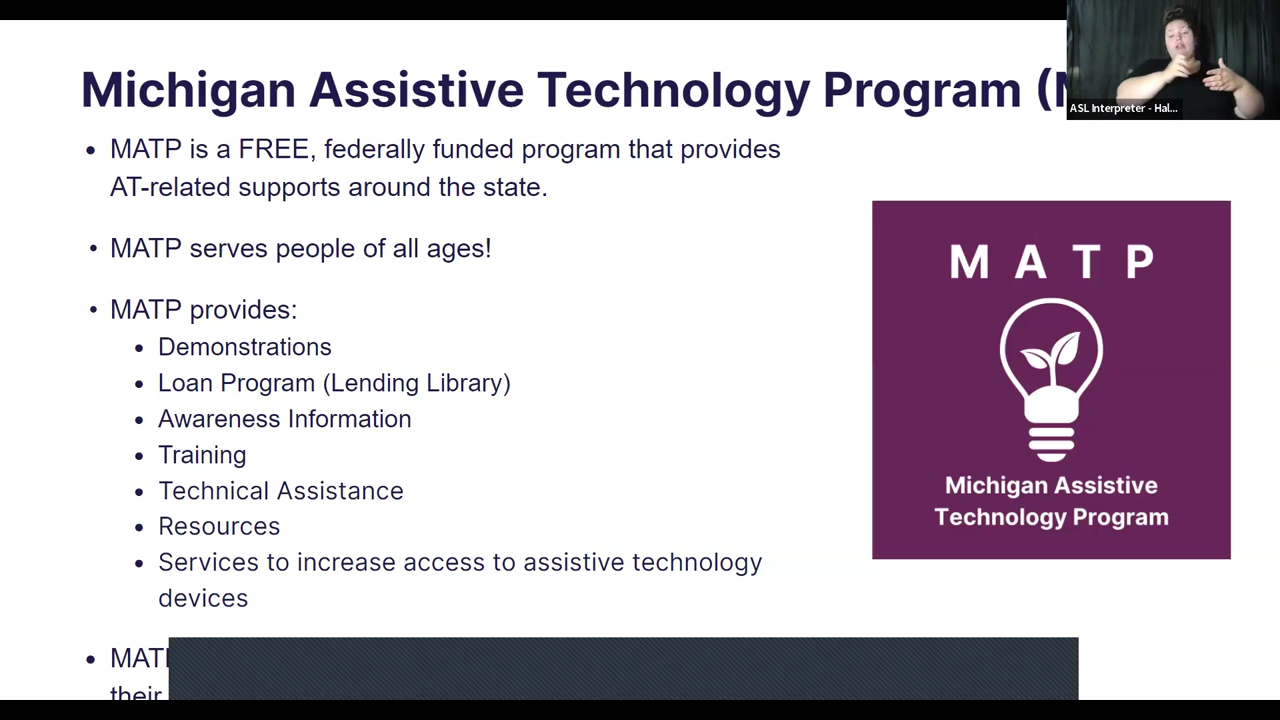 Michigan Assistive Technology Program (
ASL Interpreter - Hal...
MATP is a FREE, federally funded program that provides
AT-related supports around the state.
MATP serves people of all ages!
MATP provides:
Demonstrations
Loan Program (Lending Library)
Awareness Information
Training
Technical Assistance
Resources
Services to increase access to assistive technology
devices
their
MATP
Michigan Assistive
Technology Program